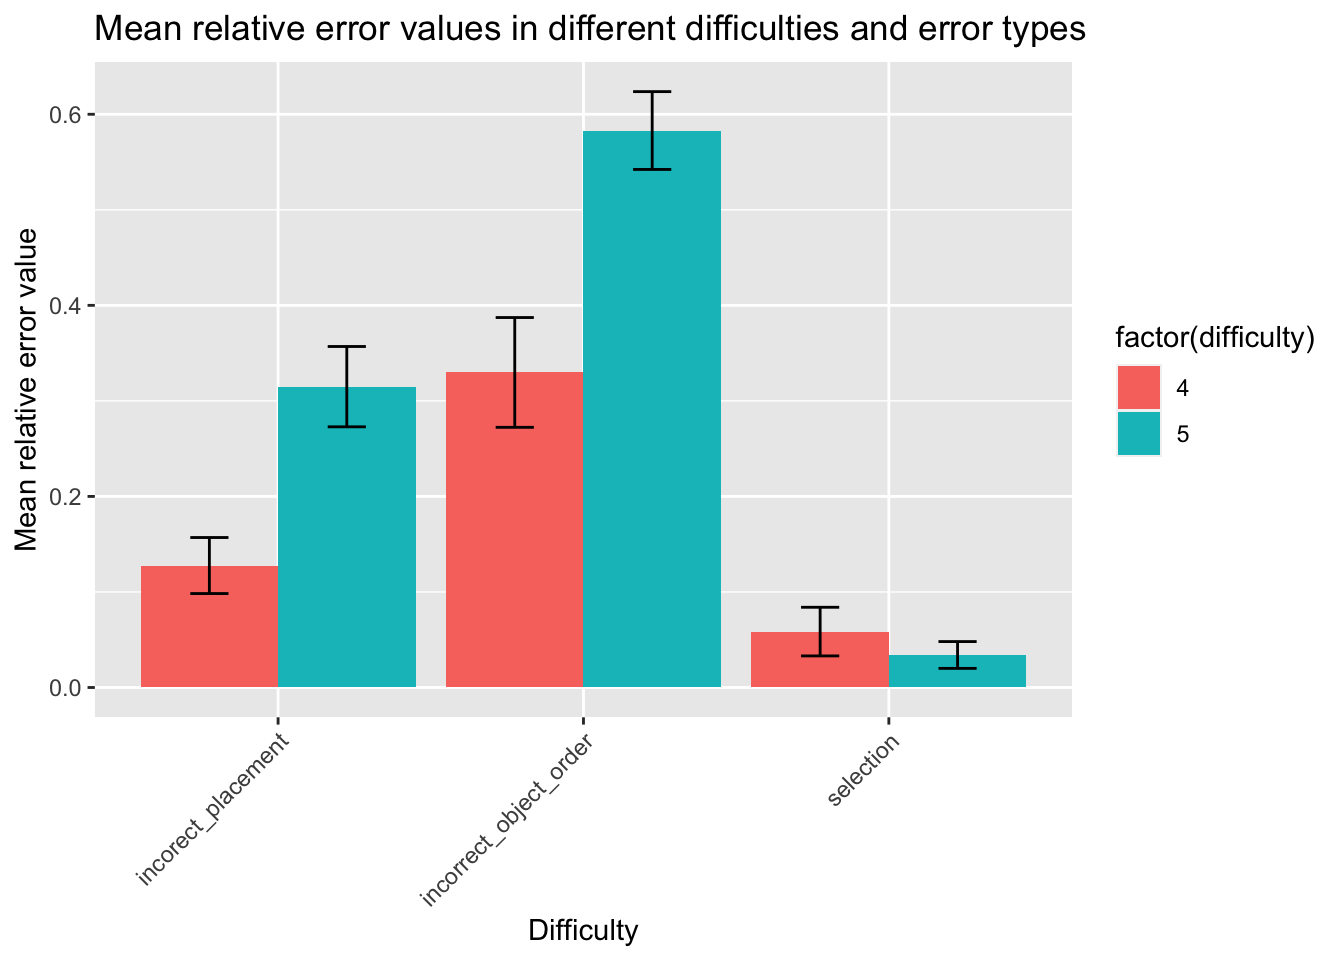 Mean relative error values in different difficulties and error types
Mean relative error value
0.6
0.4
0.2
0.0
incorect_placement
incorrect_object_order
selection
Difficulty
factor(difficulty)
4
5